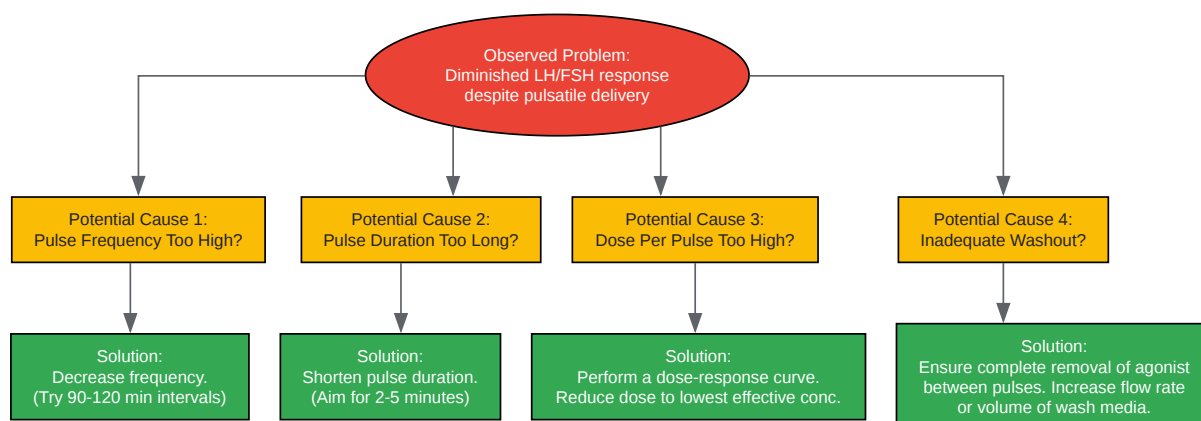 Observed Problem:
Diminished LH/FSH response
despite pulsatile delivery
Potential Cause 1:
Pulse Frequency Too High?
Potential Cause 2:
Pulse Duration Too Long?
Potential Cause 3:
Dose Per Pulse Too High?
Potential Cause 4:
Inadequate Washout?
Solution:
Decrease frequency.
(Try 90-120 min intervals)
Solution:
Shorten pulse duration.
(Aim for 2-5 minutes)
Solution:
Perform a dose-response curve.
Reduce dose to lowest effective conc.
Solution:
Ensure complete removal of agonist
between pulses. Increase flow rate
or volume of wash media.